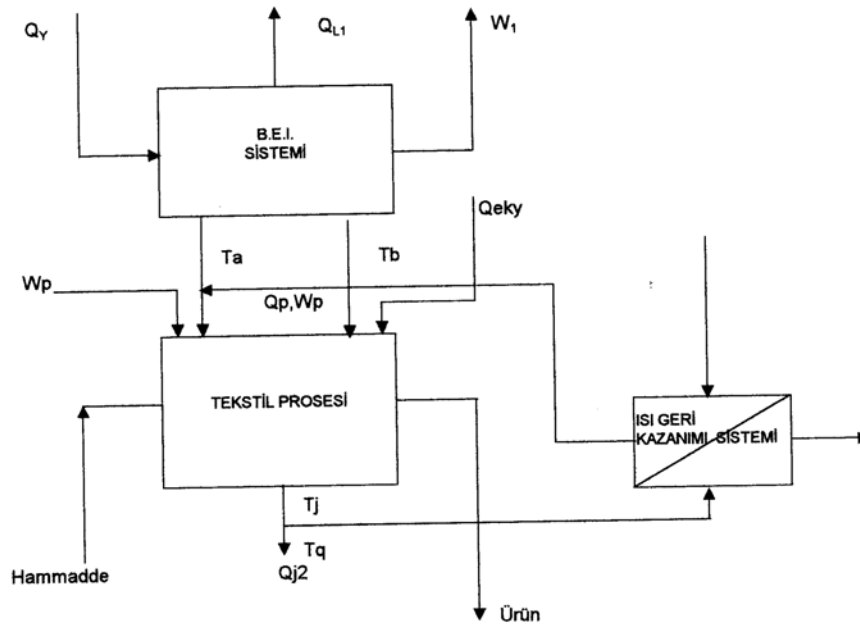 Q_Y
Q_L1
W_1
B.E.I.
SİSTEMİ
Qeky
Ta
Tb
Wp
Qp,Wp
TEKSTİL PROSESİ
ISI GERİ
KAZANIMI SİSTEMİ
Tj
Tq
Qj2
Hammadde
Ürün